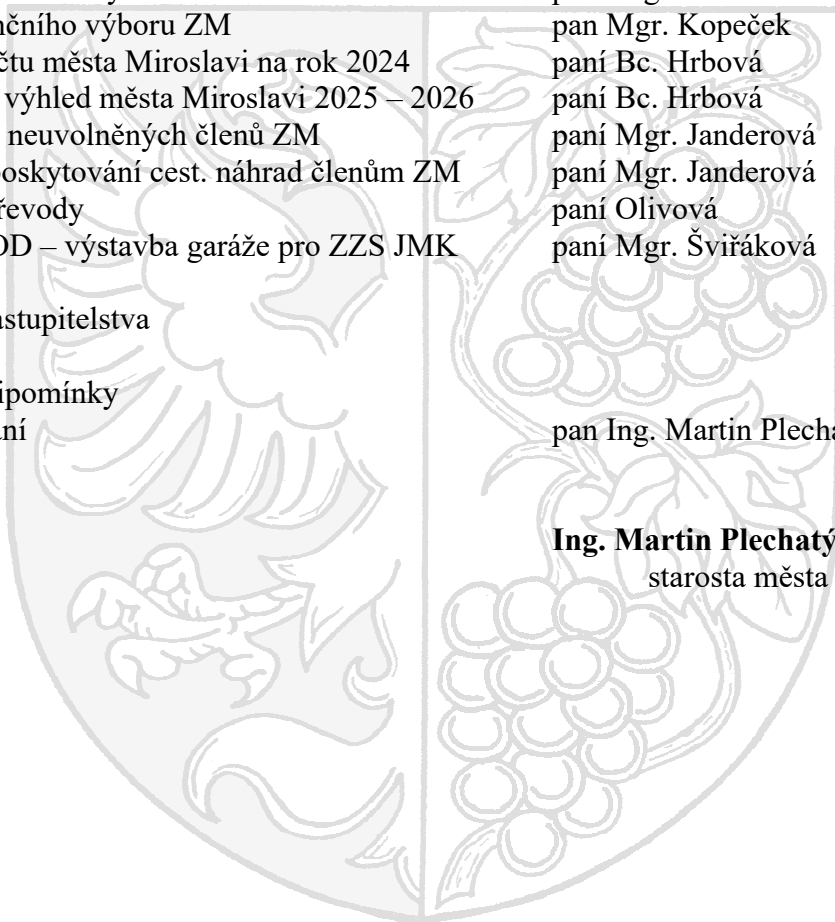 nčního výboru ZM pan Mgr. Kopeček
čtu města Miroslavi na rok 2024 paní Bc. Hrbová
výhled města Miroslavi 2025 – 2026 paní Bc. Hrbová
neuvolněných členů ZM paní Mgr. Janderová
oskytování cest. náhrad členům ZM paní Mgr. Janderová
řevody paní Olivová
OD – výstavba garáže pro ZZS JMK paní Mgr. Šviřáková
astupitelstva
ipomínky
ání pan Ing. Martin Plecha
Ing. Martin Plechatý
starosta města